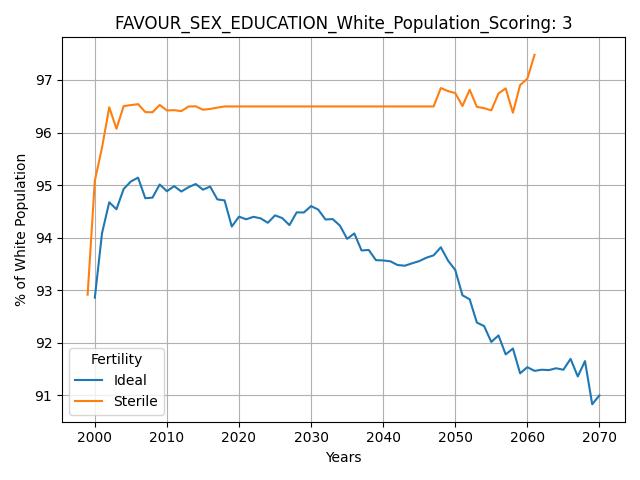 FAVOUR_SEX_EDUCATION_White_Population_Scoring: 3
% of White Population
97
96
95
94
93
92
91
Fertility
Ideal
Sterile
2000 2010 2020 2030 2040 2050 2060 2070
Years